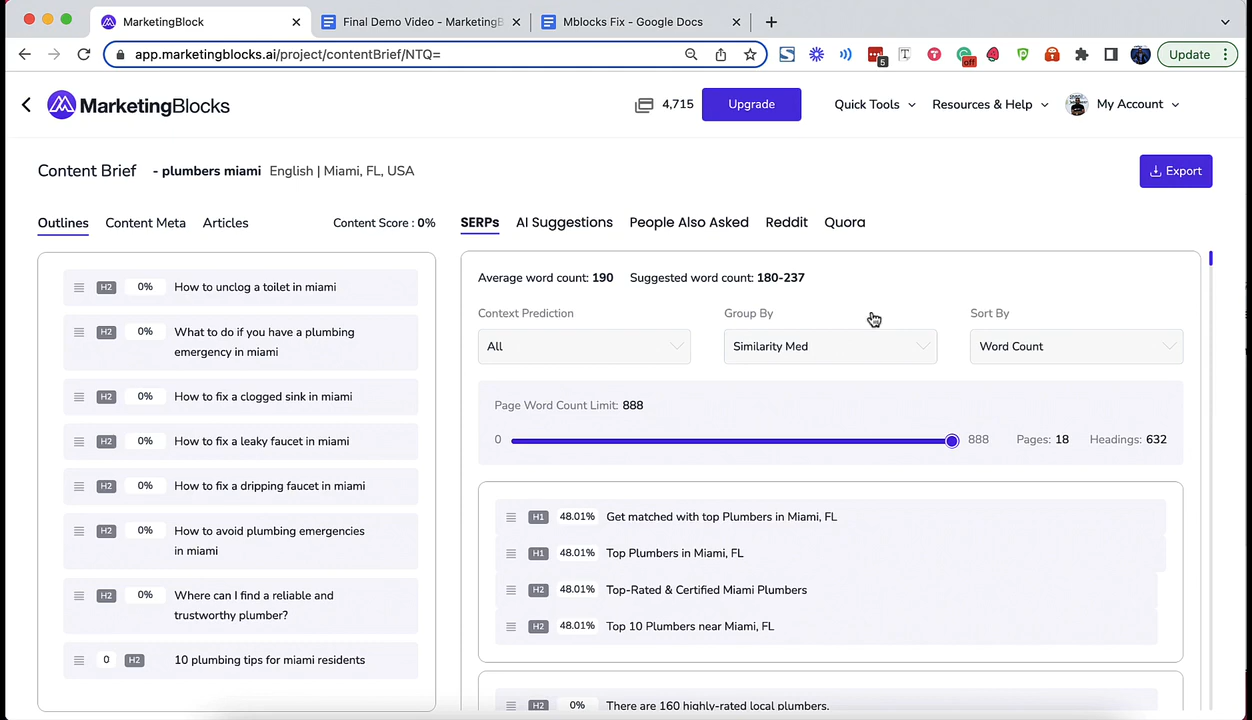 MarketingBlock
Final Demo Video - MarketingB
Mblocks Fix - Google Docs
app.marketingblocks.ai/project/contentBrief/NTQ=
5
T
off
Update
MarketingBlocks
4,715
Upgrade
Quick Tools
Resources & Help
My Account
Content Brief
- plumbers miami
English | Miami, FL, USA
Export
Outlines
Content Meta
Articles
Content Score : 0%
SERPs
AI Suggestions
People Also Asked
Reddit
Quora
H2 0% How to unclog a toilet in miami
H2 0% What to do if you have a plumbing
emergency in miami
H2 0% How to fix a clogged sink in miami
H2 0% How to fix a leaky faucet in miami
H2 0% How to fix a dripping faucet in miami
H2 0% How to avoid plumbing emergencies
in miami
H2 0% Where can I find a reliable and
trustworthy plumber?
0 H2 10 plumbing tips for miami residents
Average word count: 190 Suggested word count: 180-237
Context Prediction
Group By
Sort By
All
Similarity Med
Word Count
Page Word Count Limit: 888
0
888
Pages: 18
Headings: 632
H1 48.01% Get matched with top Plumbers in Miami, FL
H1 48.01% Top Plumbers in Miami, FL
H2 48.01% Top-Rated & Certified Miami Plumbers
H2 48.01% Top 10 Plumbers near Miami, FL
H2 0% There are 160 highly-rated local plumbers.